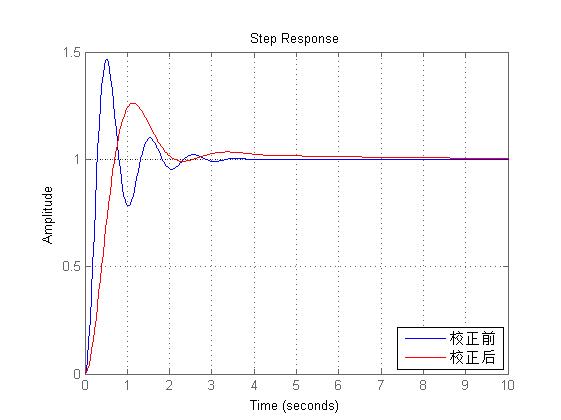 Step Response
1.5
1
0.5
0
Amplitude
0 1 2 3 4 5 6 7 8 9 10
Time (seconds)
校正前
校正后